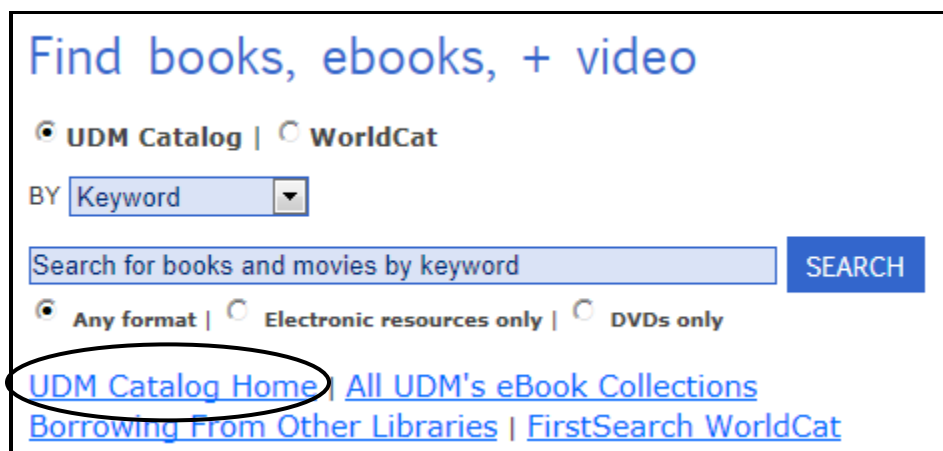 Find books, ebooks, + video
UDM Catalog | WorldCat
BY Keyword
Search for books and movies by keyword SEARCH
Any format | Electronic resources only | DVDs only
UDM Catalog Home | All UDM's eBook Collections
Borrowing From Other Libraries | FirstSearch WorldCat